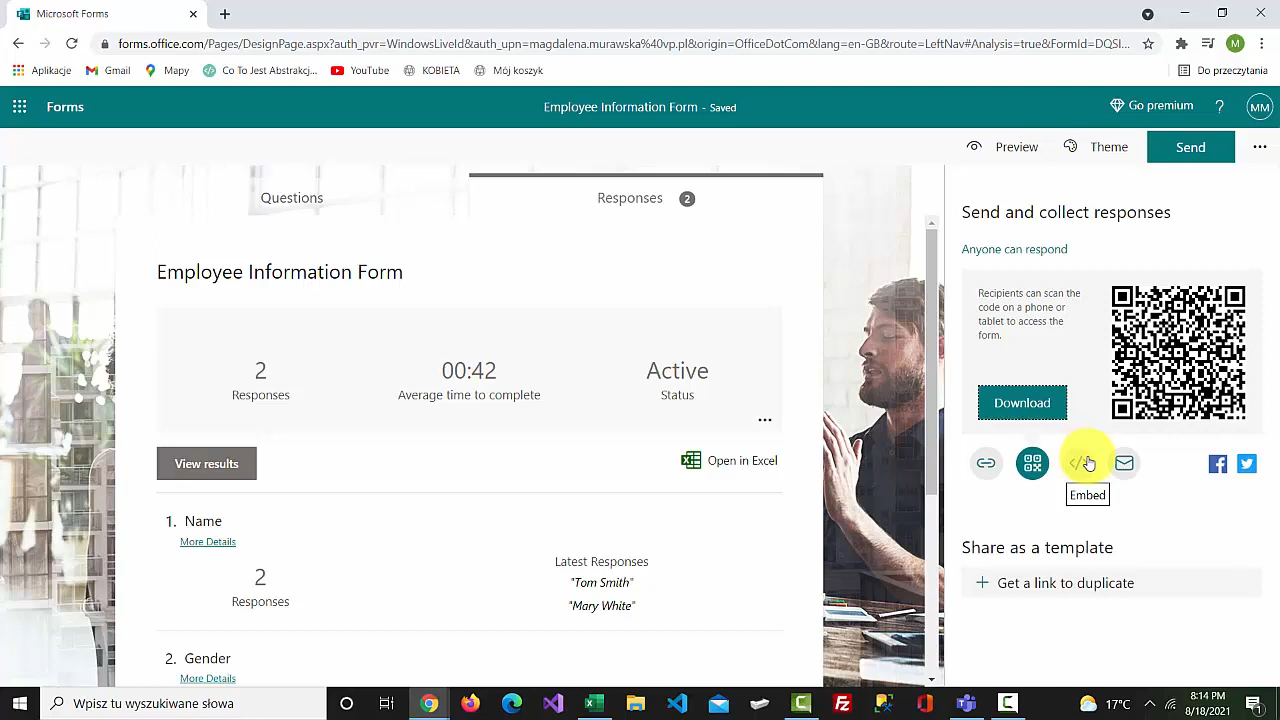 Microsoft Forms
forms.office.com/Pages/DesignPage.aspx?auth_pvr=WindowsLiveId&auth_upn=magdalena.murawska%40vp.pl&origin=OfficeDotCom&lang=en-GB&route=LeftNav#Analysis=true&FormId=DQSI...
M
Aplikacje
Gmail
Mapy
Co To Jest Abstrakcj...
YouTube
KOBIETA
Mój koszyk
Do przeczytania
Forms
Employee Information Form - Saved
Go premium
?
MM
Preview
Theme
Send
Questions
Responses 2
Employee Information Form
2
Responses
00:42
Average time to complete
Active
Status
View results
Open in Excel
1. Name
More Details
2
Responses
Latest Responses
"Tom Smith"
"Mary White"
2. Gender
More Details
Send and collect responses
Anyone can respond
Recipients can scan the
code on a phone or
tablet to access the
form.
Download
Embed
Share as a template
Get a link to duplicate
Wpisz tu wyszukiwane słowa
17°C
8:14 PM
8/18/2021